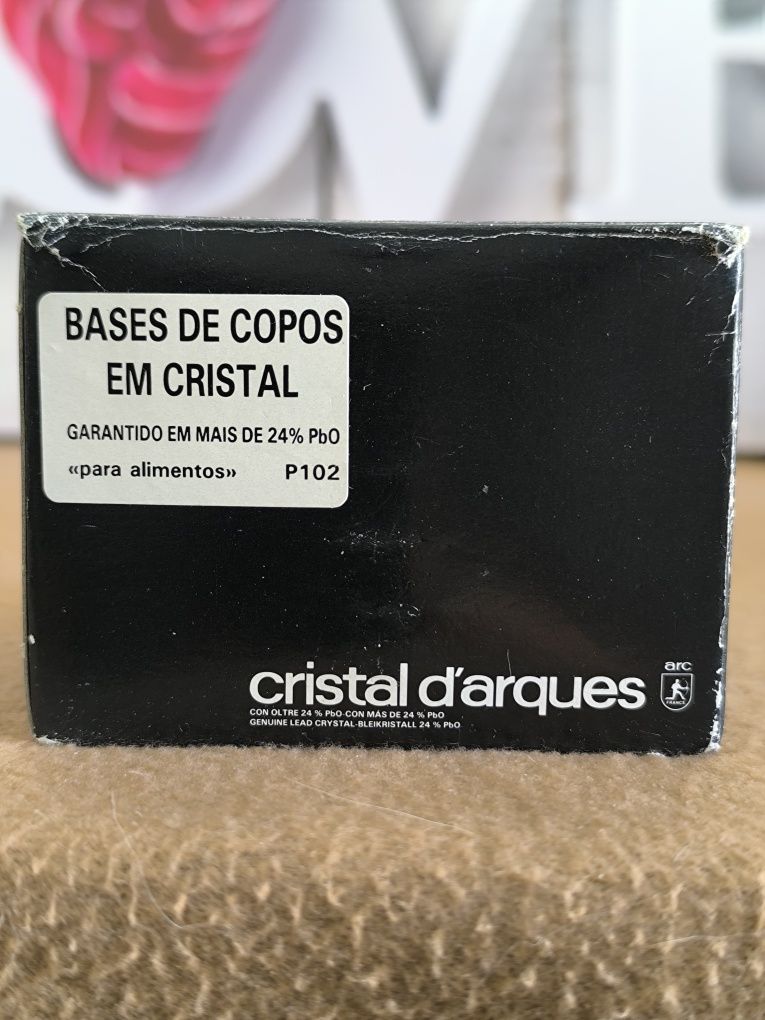 BASES DE COPOS
EM CRISTAL
GARANTIDO EM MAIS DE 24% PbO
«para alimentos» P102
arc
cristal d'arques
FRANCE
CON OLTRE 24 % PbO-CON MÁS DE 24 % PbO
GENUINE LEAD CRYSTAL-BLEIKRISTALL 24 % PbO